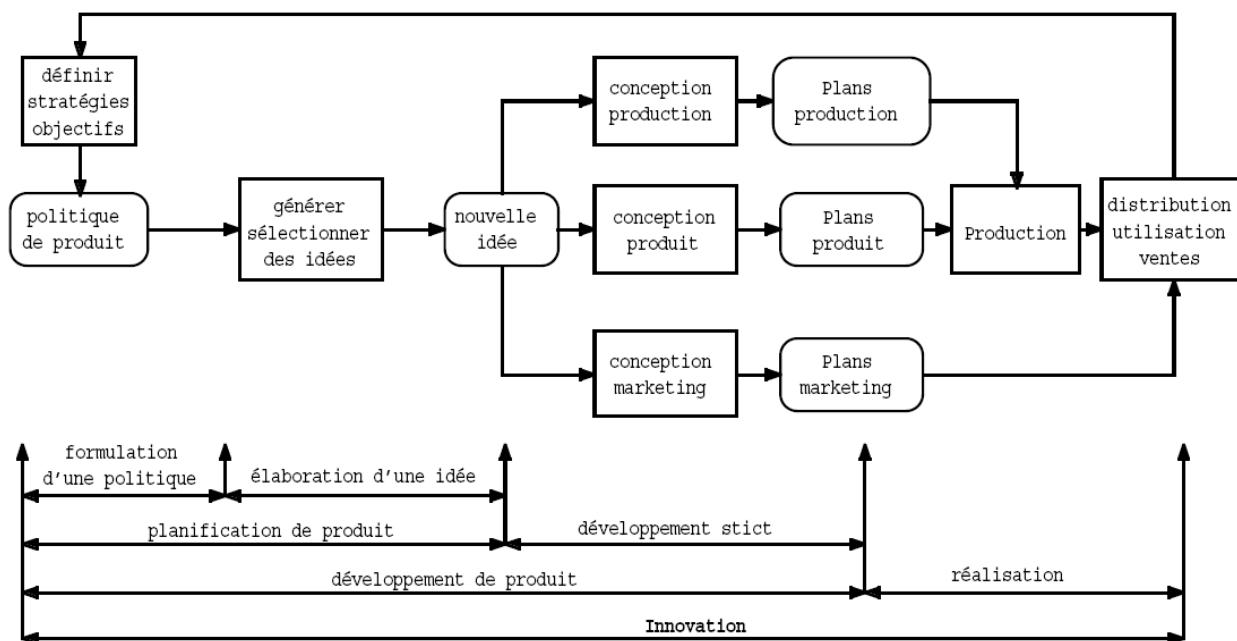 définir
stratégies
objectifs
politique
de produit
générer
sélectionner
des idées
nouvelle
idée
conception
production
Plans
production
conception
produit
Plans
produit
Production
distribution
utilisation
ventes
conception
marketing
Plans
marketing
formulation
d'une politique
élaboration d'une idée
planification de produit
développement stict
développement de produit
réalisation
Innovation